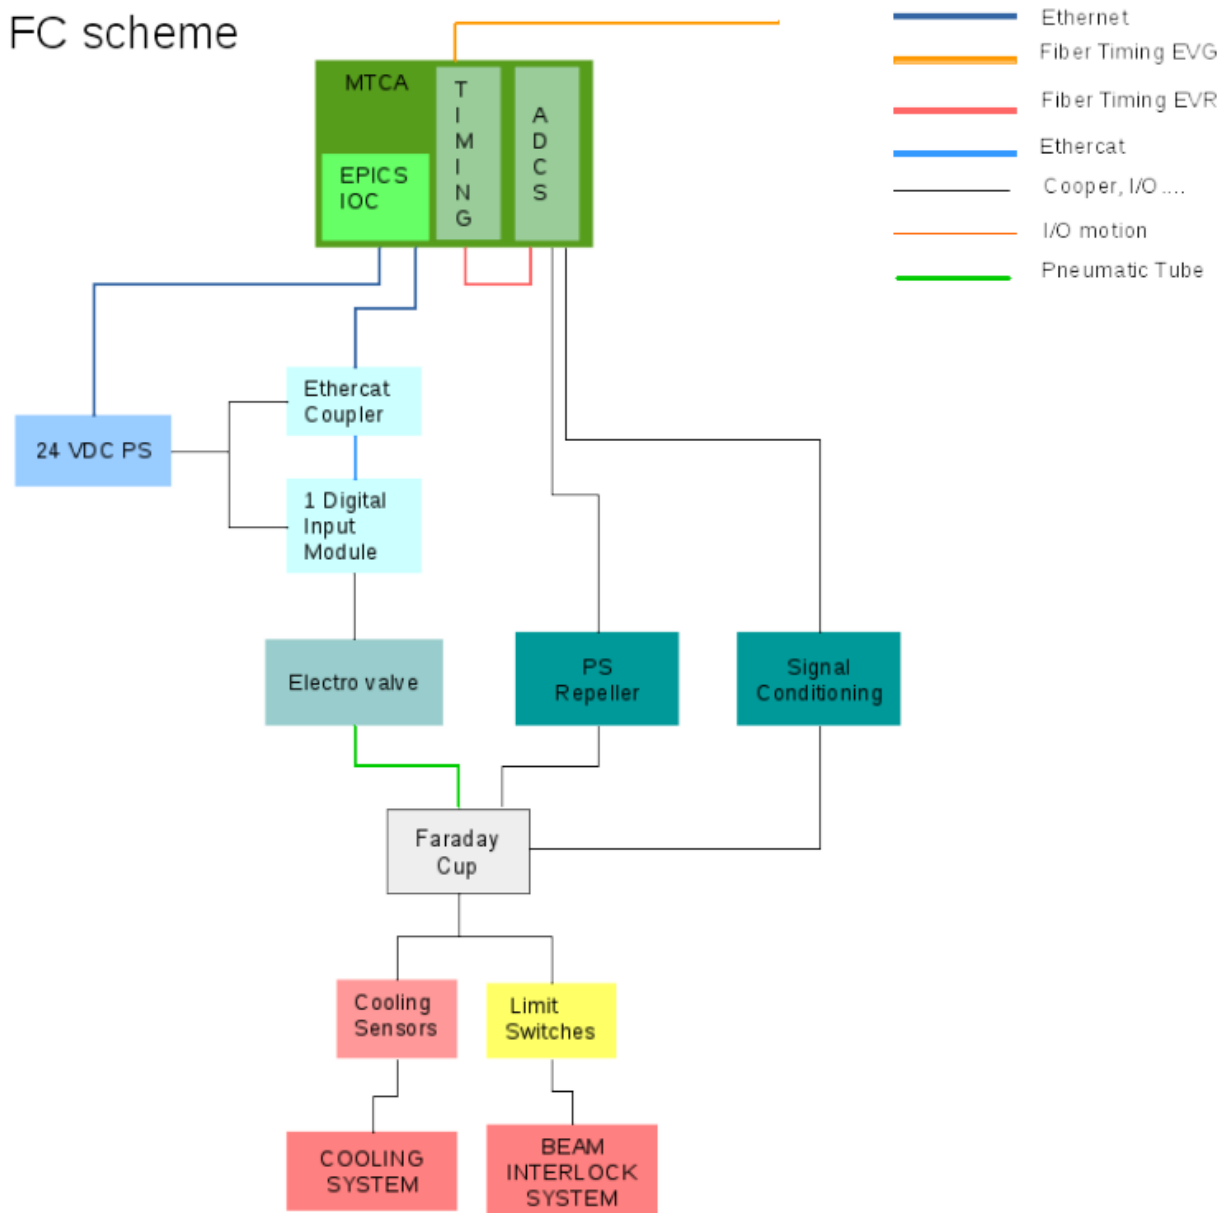 FC scheme
Ethernet
Fiber Timing EVG
Fiber Timing EVR
Ethercat
Cooper, I/O ....
I/O motion
Pneumatic Tube
MTCA
EPICS
IOC
T
I
M
I
N
G
A
D
C
S
Ethercat
Coupler
24 VDC PS
1 Digital
Input
Module
Electro valve
PS
Repeller
Signal
Conditioning
Faraday
Cup
Cooling
Sensors
Limit
Switches
COOLING
SYSTEM
BEAM
INTERLOCK
SYSTEM